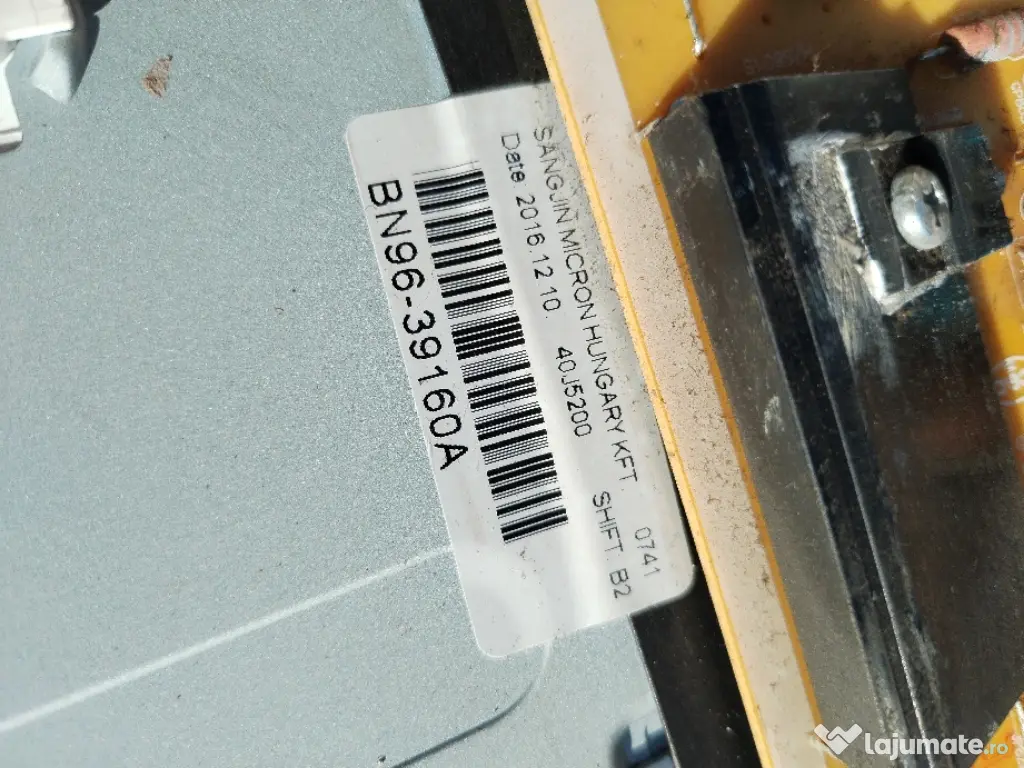 SANGJIN MICRON HUNGARY KFT. 0741
Date. 2016.12.10. 40J5200 SHIFT B2
BN96-39160A
lajumate.ro